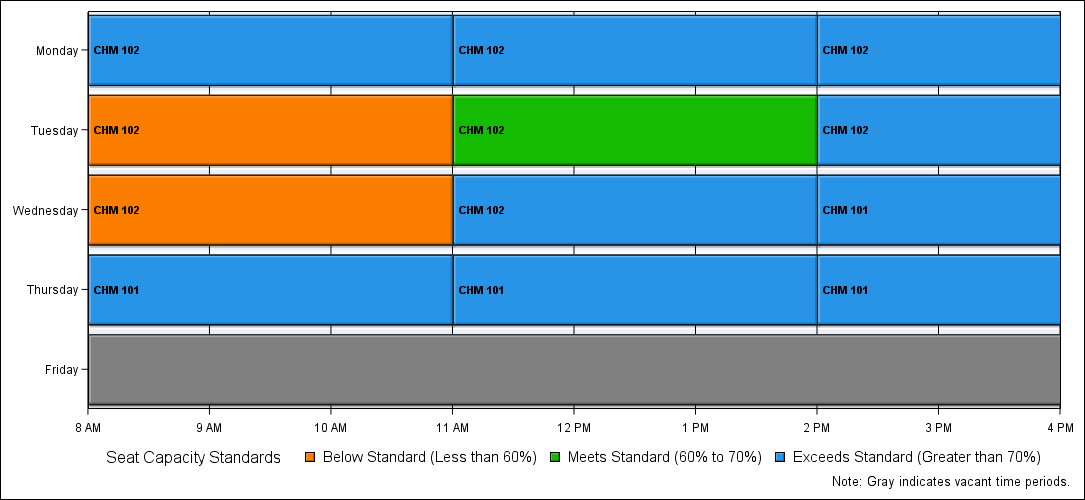 Monday CHM 102 CHM 102 CHM 102
Tuesday CHM 102 CHM 102 CHM 102
Wednesday CHM 102 CHM 102 CHM 101
Thursday CHM 101 CHM 101 CHM 101
Friday
8 AM 9 AM 10 AM 11 AM 12 PM 1 PM 2 PM 3 PM 4 PM
Seat Capacity Standards Below Standard (Less than 60%) Meets Standard (60% to 70%) Exceeds Standard (Greater than 70%)
Note: Gray indicates vacant time periods.